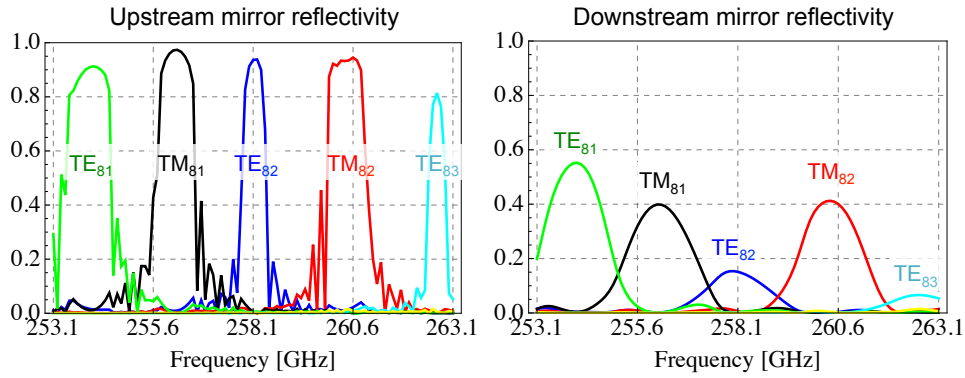 Upstream mirror reflectivity
1.0
0.8
0.6
0.4
0.2
0.0
TE81
TM81
TE82
TM82
TE83
253.1
255.6
258.1
260.6
263.1
Frequency [GHz]
Downstream mirror reflectivity
1.0
0.8
0.6
0.4
0.2
0.0
TE81
TM81
TE82
TM82
TE83
253.1
255.6
258.1
260.6
263.1
Frequency [GHz]